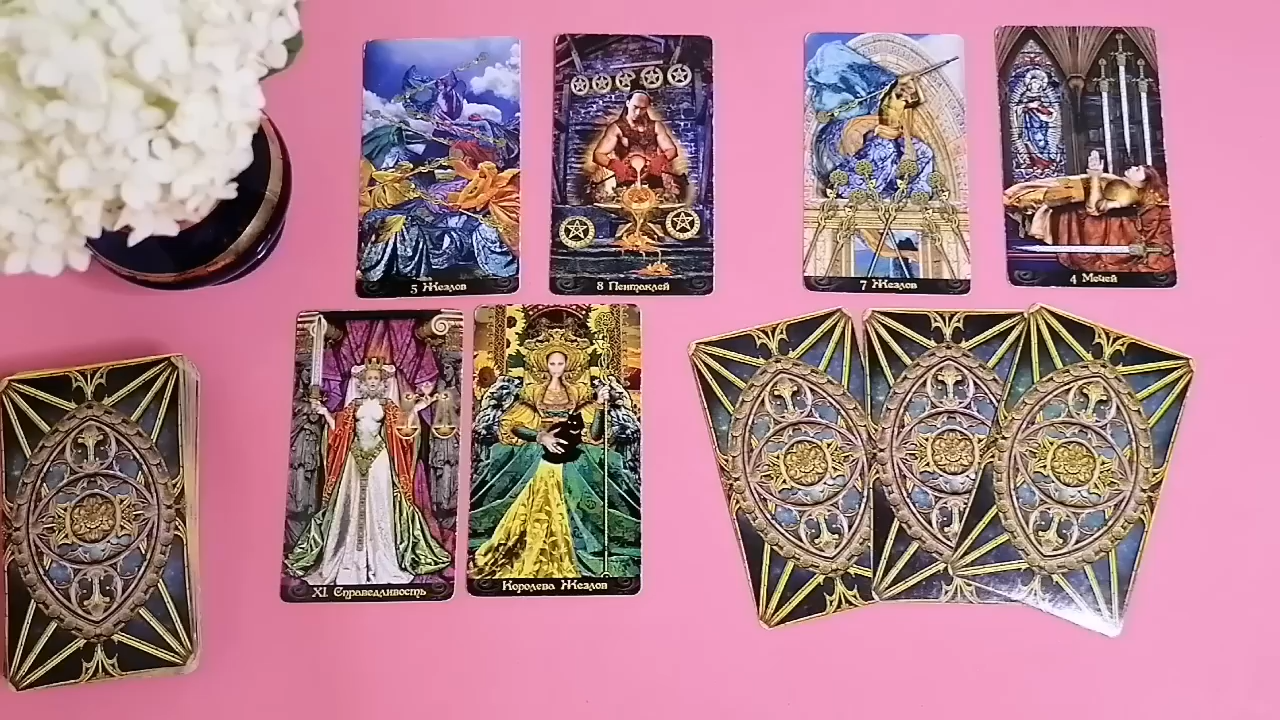 5 Жезлов
8 Пентаклей
7 Жезлов
4 Мечей
XI. Справедливость
Королева Жезлов